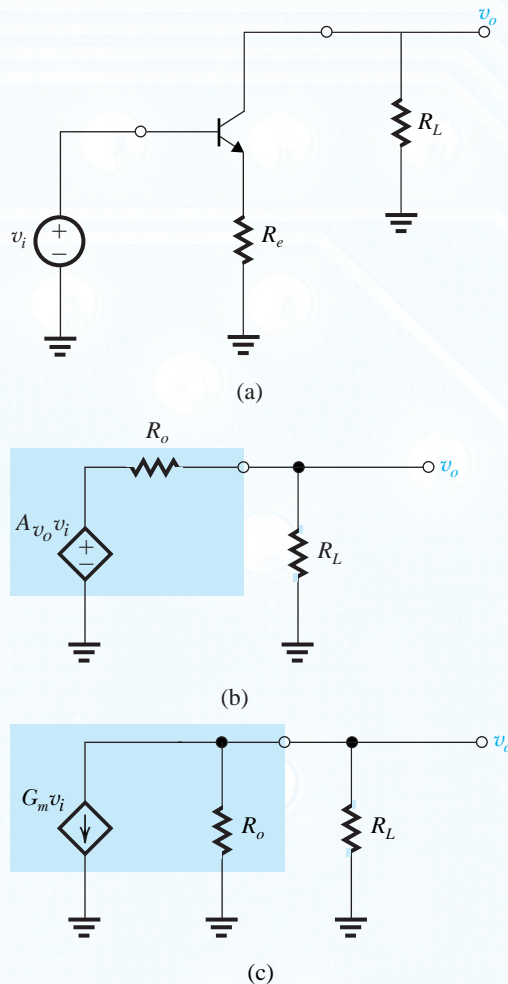 v_o
R_L
v_i
+
−
R_e
(a)
R_o
A_{v_o}v_i
+
−
R_L
v_o
(b)
G_m v_i
R_o
R_L
v_o
(c)